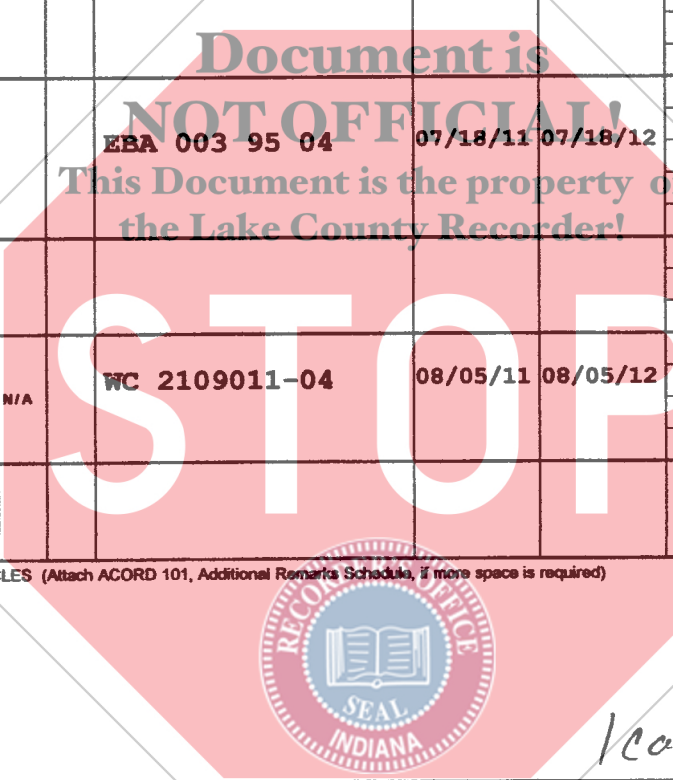 Document is
NOT OFFICIAL!
EBA 003 95 04 07/18/11 07/18/12
This Document is the property
the Lake County Recorder!
STOP
N/A WC 2109011-04 08/05/11 08/05/12
LES (Attach ACORD 101, Additional Remarks Schedule, if more space is required)
RECORDER'S OFFICE
SEAL
INDIANA